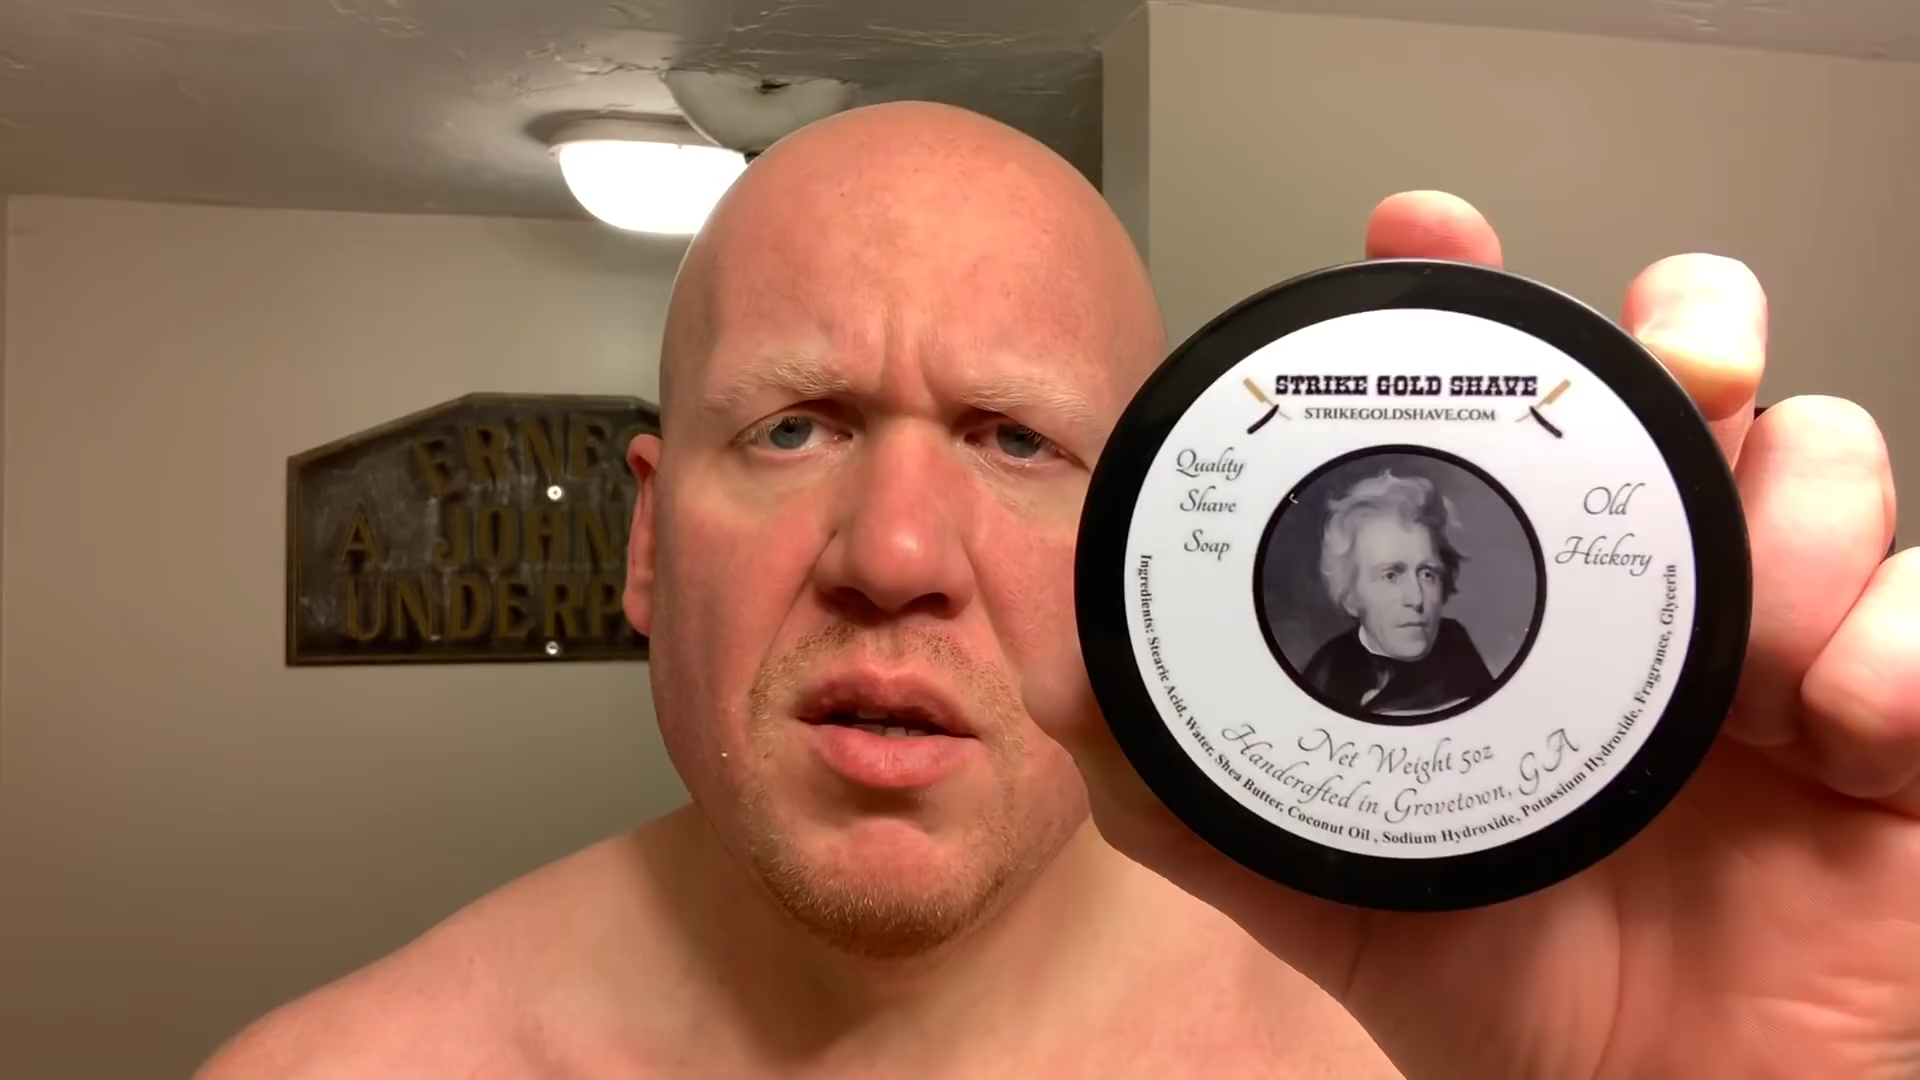 ERNES
A. JOHN
UNDERP
STRIKE GOLD SHAVE
STRIKEGOLDSHAVE.COM
Quality
Shave
Soap
Old
Hickory
Net Weight 5oz
Handcrafted in Grovetown, GA
Ingredients: Stearic Acid, Water, Shea Butter, Coconut Oil , Sodium Hydroxide, Potassium Hydroxide, Fragrance, Glycerin